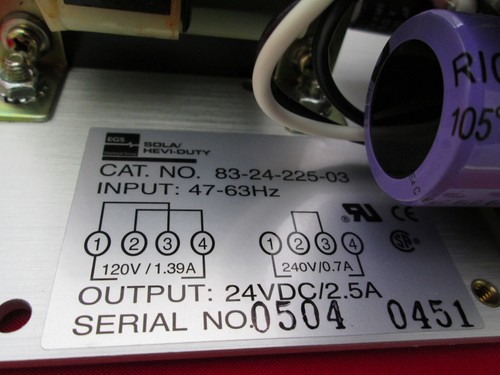 RIC
105°
EGS
SOLA/
HEVI-DUTY
CAT. NO. 83-24-225-03
INPUT: 47-63Hz
1 2 3 4
120V/1.39A
1 2 3 4
240V/0.7A
OUTPUT: 24VDC/2.5A
SERIAL NO. 0504 0451